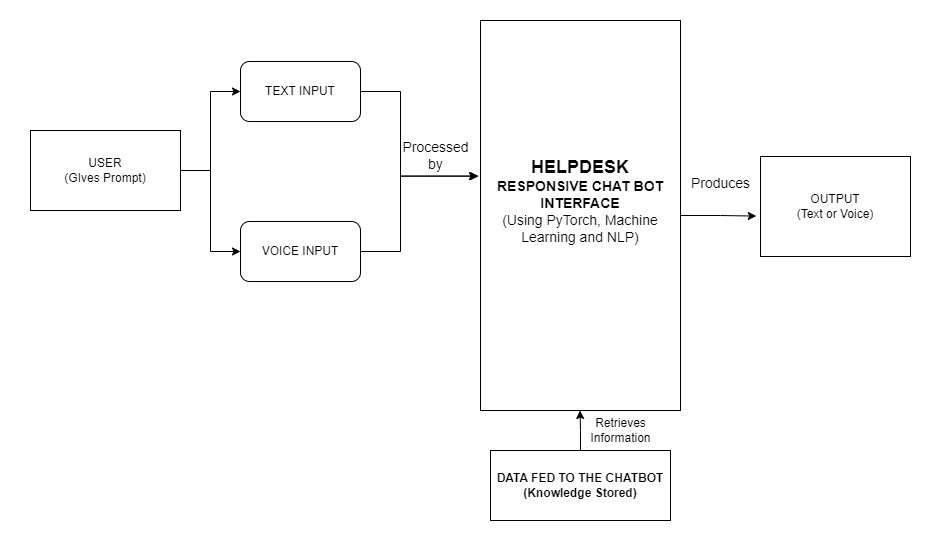 USER
(GIves Prompt)
TEXT INPUT
VOICE INPUT
Processed
by
HELPDESK
RESPONSIVE CHAT BOT
INTERFACE
(Using PyTorch, Machine
Learning and NLP)
Produces
OUTPUT
(Text or Voice)
Retrieves
Information
DATA FED TO THE CHATBOT
(Knowledge Stored)